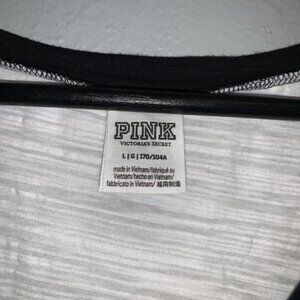 PINK
VICTORIA'S SECRET
L | G | 170/104A
made in Vietnam/fabriqué au
Vietnam/hecho en Vietnam/
fabbricato in Vietnam/ 越南制造